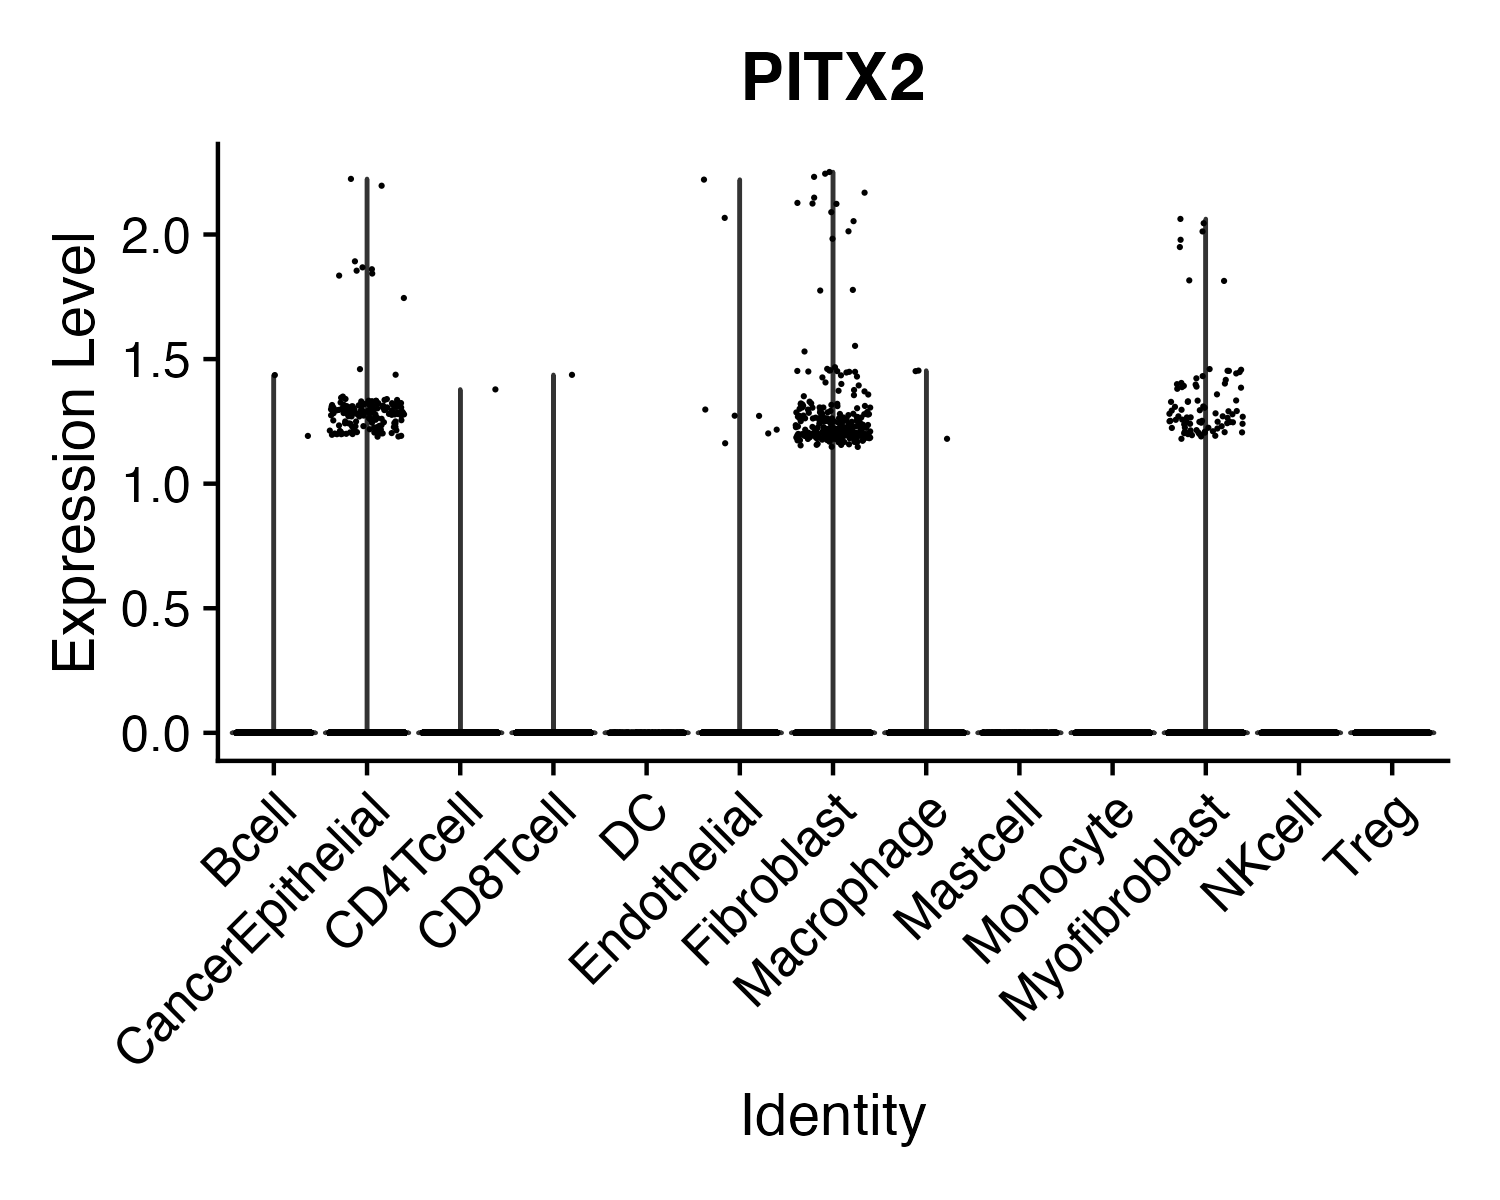 PITX2
Expression Level
2.0
1.5
1.0
0.5
0.0
Bcell
CancerEpithelial
CD4Tcell
CD8Tcell
DC
Endothelial
Fibroblast
Macrophage
Mastcell
Monocyte
Myofibroblast
NKcell
Treg
Identity